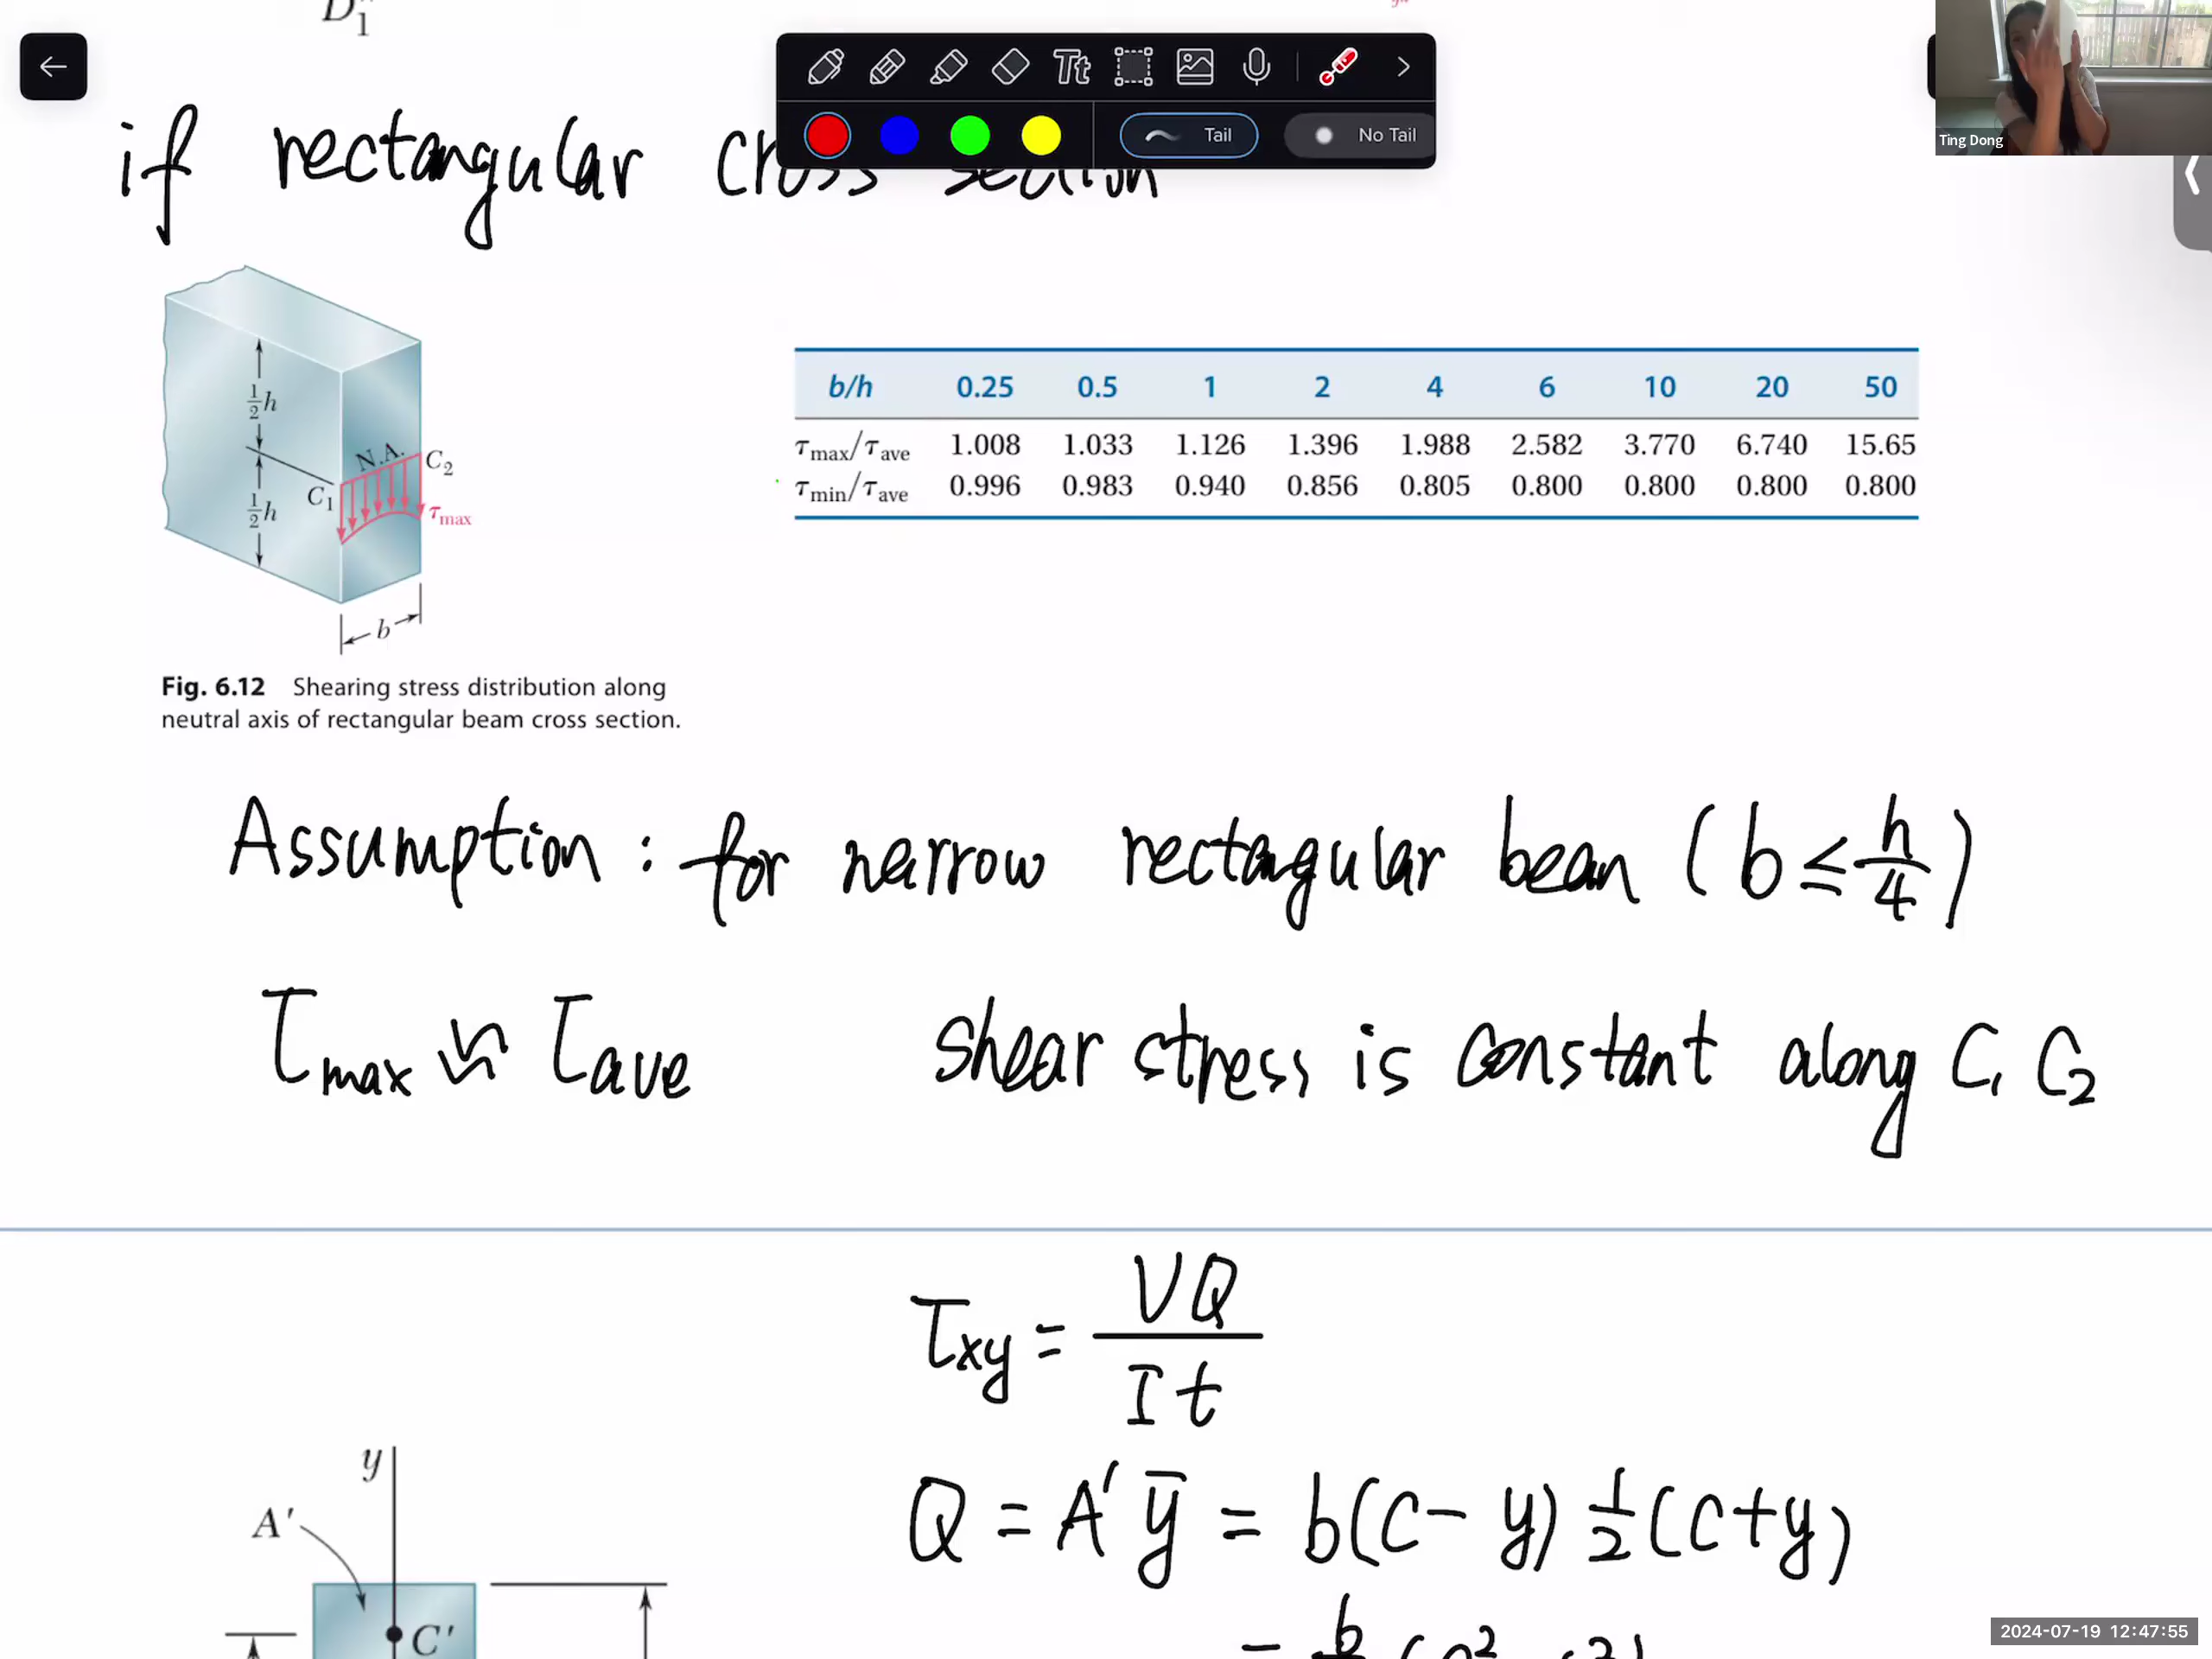 D₁"
Tt
Tail
No Tail
Ting Dong
if rectangular cross section
½h
½h
N.A.
C₁
C₂
τmax
b
b/h 0.25 0.5 1 2 4 6 10 20 50
τmax/τave 1.008 1.033 1.126 1.396 1.988 2.582 3.770 6.740 15.65
τmin/τave 0.996 0.983 0.940 0.856 0.805 0.800 0.800 0.800 0.800
Fig. 6.12 Shearing stress distribution along
neutral axis of rectangular beam cross section.
Assumption : for narrow rectangular bean (b ≤ h/4)
τmax ≈ τave shear stress is constant along C₁ C₂
τxy = VQ / It
Q = A' ȳ = b(c - y) ½ (c+y)
y
A'
C'
2024-07-19 12:47:55